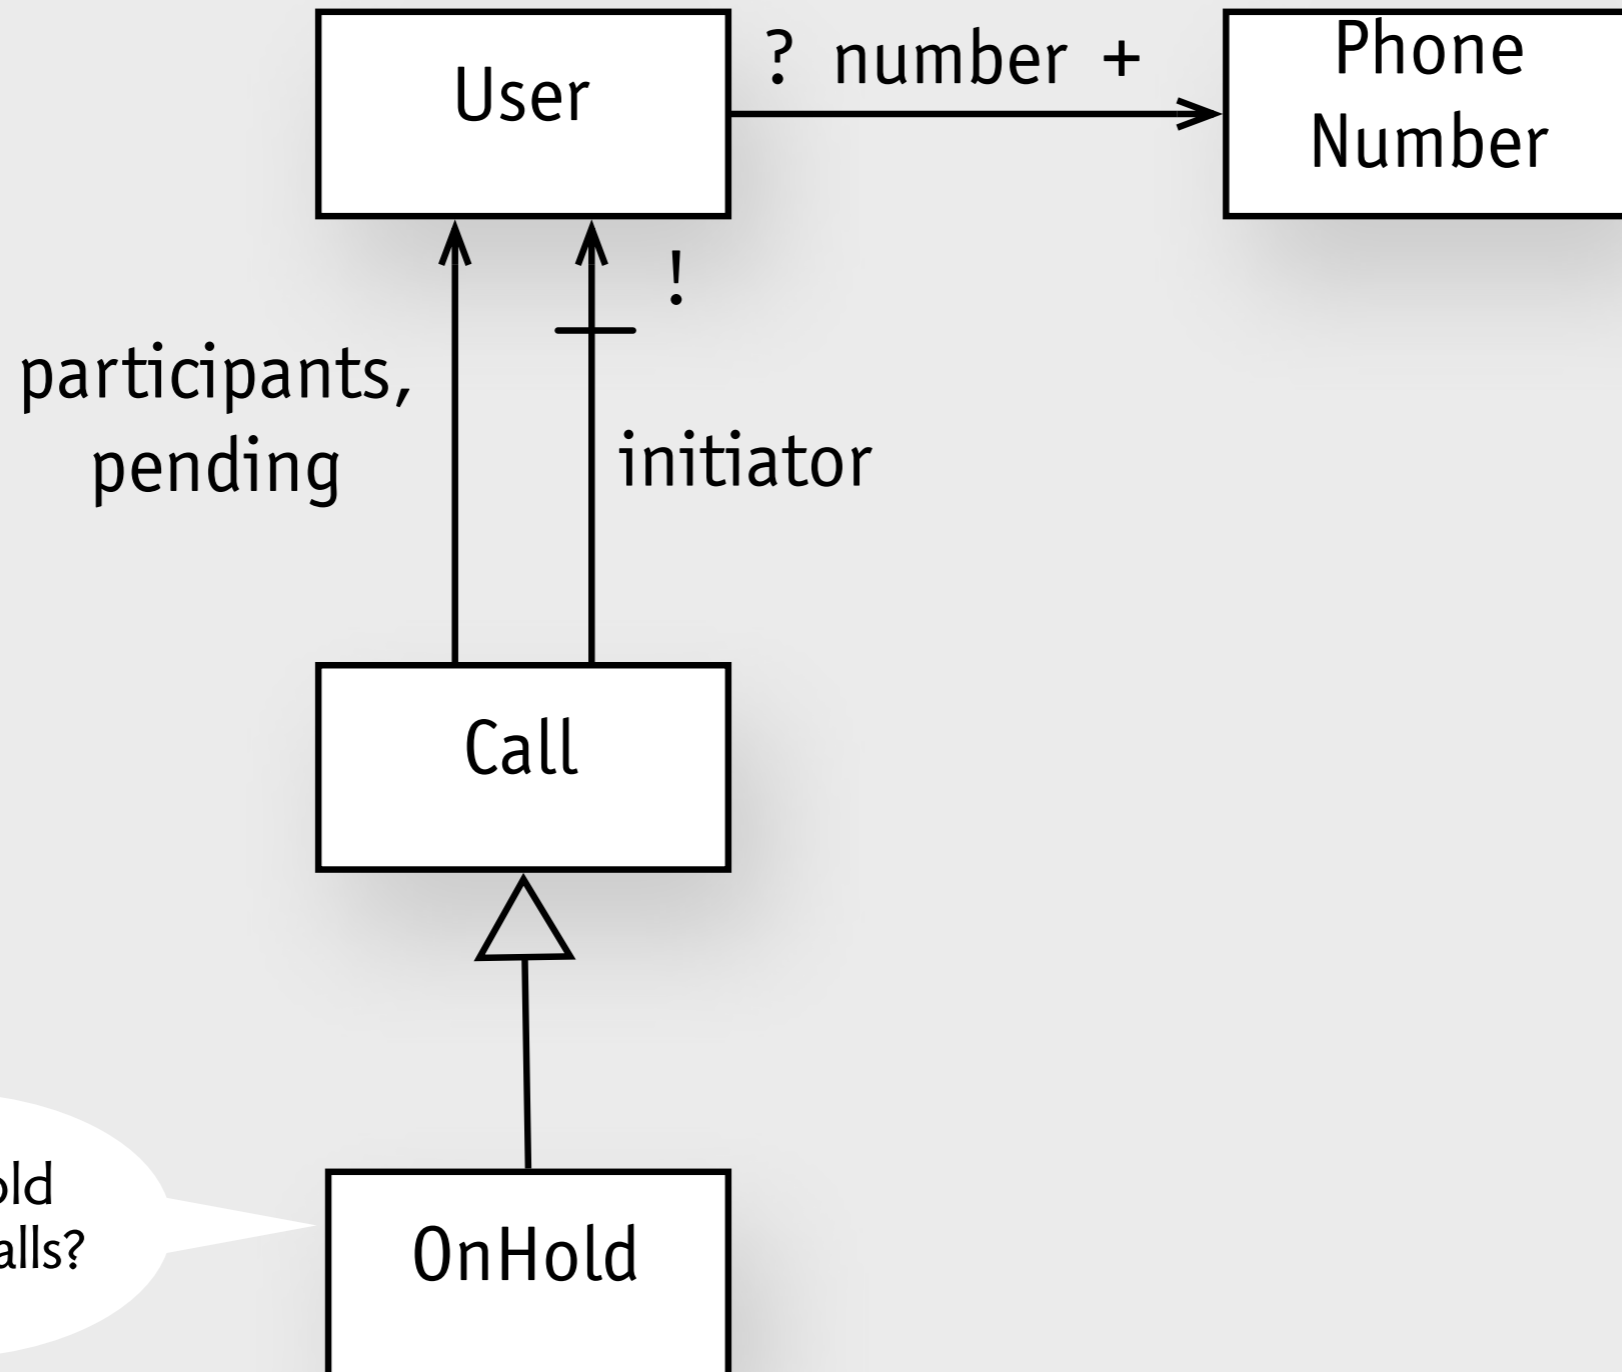 User
? number +
Phone
Number
!
participants,
pending
initiator
Call
OnHold